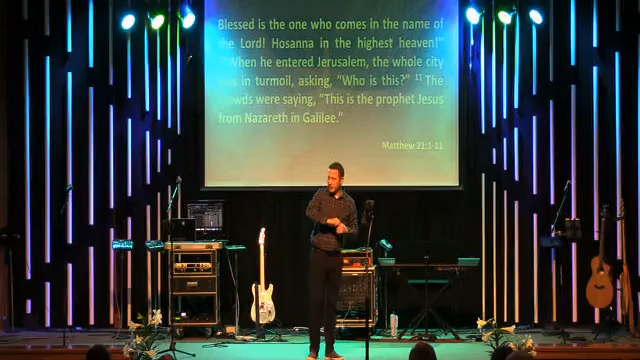 Blessed is the one who comes in the name of
the Lord! Hosanna in the highest heaven!"
When he entered Jerusalem, the whole city
was in turmoil, asking, "Who is this?" 11 The
crowds were saying, "This is the prophet Jesus
from Nazareth in Galilee."
Matthew 21:1-11